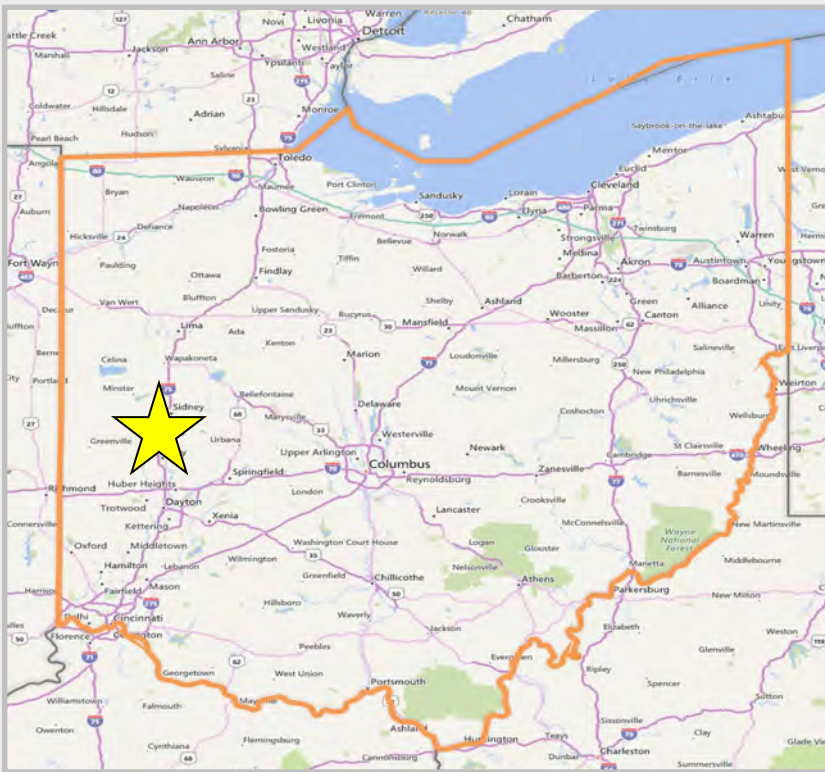 Warren
Novi
Livonia
Chatham
Detroit
Battle Creek
Jackson
Ann Arbor
Westland
Marshall
Ypsilanti
Taylor
Saline
Coldwater
Hillsdale
Monroe
Adrian
Lake Erie
Pearl Beach
Hudson
Sylvania
Saybrook-on-the-lake
Toledo
Mentor
Angola
Wauseon
Maumee
Port Clinton
Euclid
Bryan
Napoleon
Sandusky
Lorain
Cleveland
Auburn
Bowling Green
Fremont
Elyria
Parma
Twinsburg
Defiance
Hicksville
Norwalk
Strongsville
Warren
Fostoria
Bellevue
Medina
Fort Wayne
Paulding
Ottawa
Tiffin
Willard
Akron
Austintown
Youngstown
Findlay
Barberton
Boardman
Bluffton
Van Wert
Upper Sandusky
Shelby
Ashland
Green
Alliance
Unity
Bucyrus
Wooster
Canton
Lima
Ada
Mansfield
Massillon
Kenton
Salineville
Marion
Loudonville
Millersburg
Celina
Wapakoneta
New Philadelphia
Portland
Weirton
Minster
Bellefontaine
Mount Vernon
Uhrichsville
Delaware
Sidney
Marysville
Coshocton
Wellsburg
Westerville
Greenville
Urbana
Newark
St Clairsville
Wheeling
Upper Arlington
Cambridge
Columbus
Zanesville
Barnesville
Moundsville
Huber Heights
Springfield
Reynoldsburg
Richmond
London
Crooksville
Trotwood
Dayton
Lancaster
Connersville
Kettering
Xenia
McConnelsville
New Martinsville
Washington Court House
Logan
Wayne
National
Forest
Oxford
Middletown
Glouster
Wilmington
Lebanon
Nelsonville
Marietta
Middlebourne
Hamilton
Greenfield
Chillicothe
Athens
Fairfield
Mason
Parkersburg
Harrison
Hillsboro
New Milton
Waverly
Delhi
Cincinnati
Jackson
Elizabeth
Weston
Florence
Covington
Peebles
Glenville
Evergreen
Georgetown
West Union
Ripley
Portsmouth
Spencer
Williamstown
Falmouth
Sutton
Sissonville
Owenton
Flemingsburg
Ashland
Clay
Cynthiana
Huntington
Teays
Cannonsburg
Dunbar
Charleston
Summersville